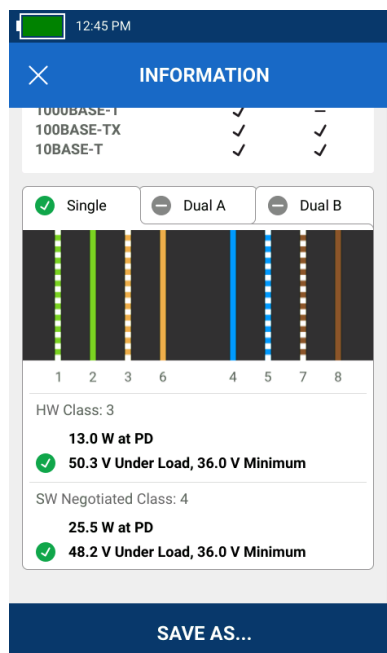 12:45 PM
INFORMATION
1000BASE-T
100BASE-TX
10BASE-T
Single Dual A Dual B
1 2 3 6 4 5 7 8
HW Class: 3
13.0 W at PD
50.3 V Under Load, 36.0 V Minimum
SW Negotiated Class: 4
25.5 W at PD
48.2 V Under Load, 36.0 V Minimum
SAVE AS...